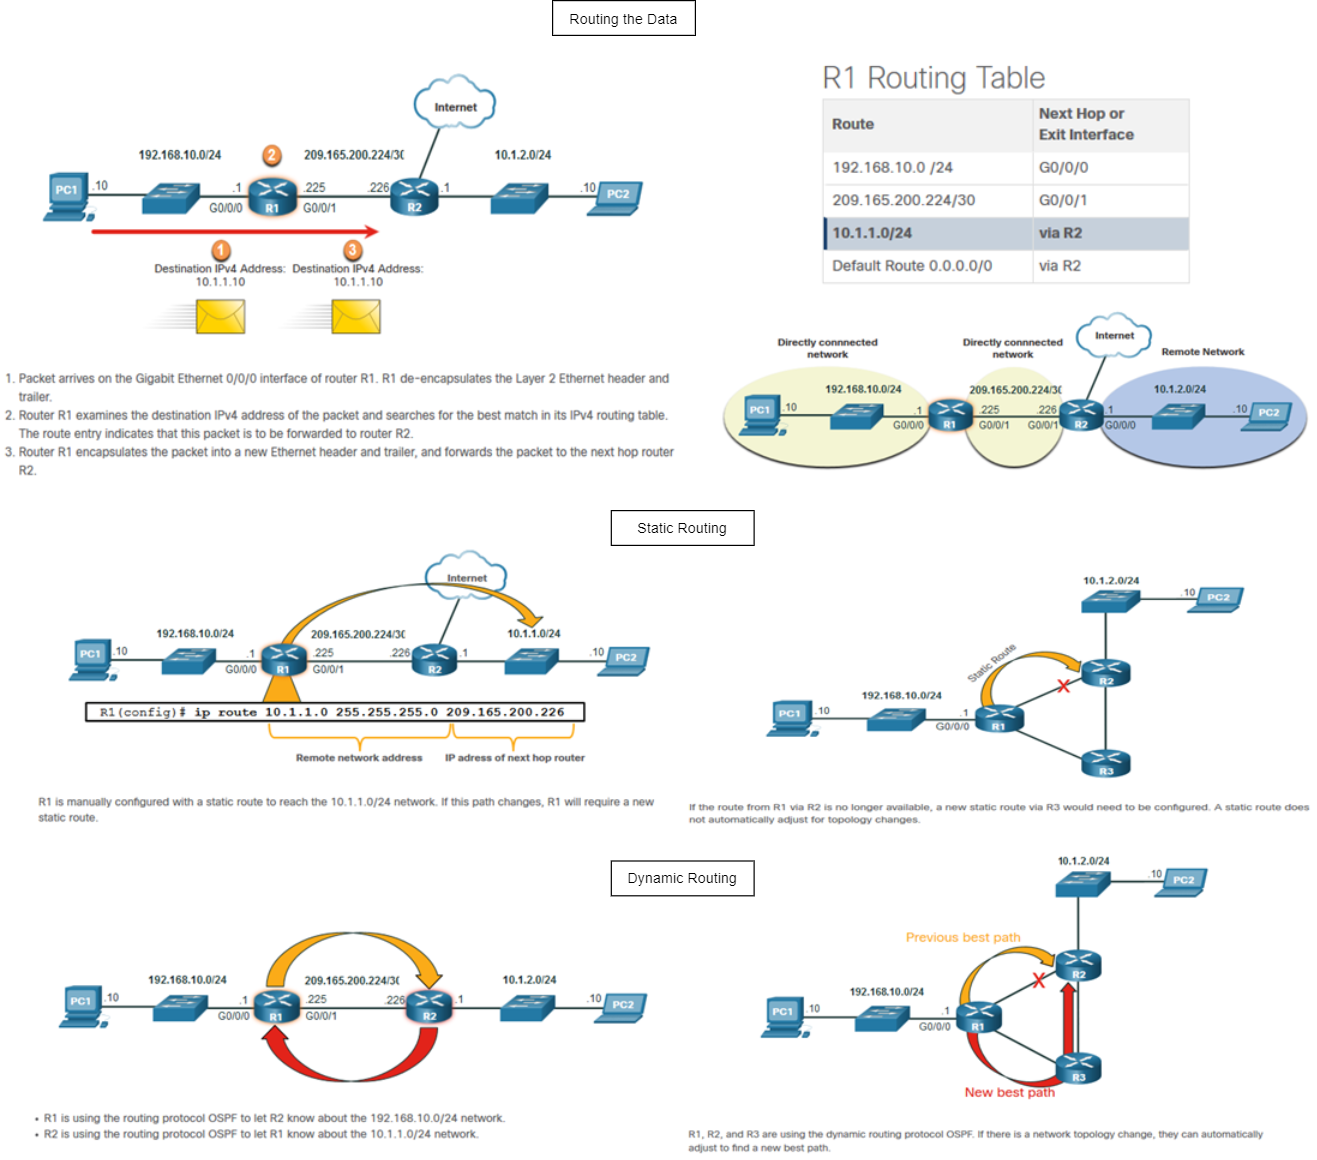 Routing the Data
Internet
192.168.10.0/24
2
209.165.200.224/30
10.1.2.0/24
PC1
.10
.1
R1
.225
.226
R2
.1
.10
PC2
G0/0/0
G0/0/1
1
3
Destination IPv4 Address:
10.1.1.10
Destination IPv4 Address:
10.1.1.10
1. Packet arrives on the Gigabit Ethernet 0/0/0 interface of router R1. R1 de-encapsulates the Layer 2 Ethernet header and
trailer.
2. Router R1 examines the destination IPv4 address of the packet and searches for the best match in its IPv4 routing table.
The route entry indicates that this packet is to be forwarded to router R2.
3. Router R1 encapsulates the packet into a new Ethernet header and trailer, and forwards the packet to the next hop router
R2.
R1 Routing Table
Route
Next Hop or
Exit Interface
192.168.10.0 /24
G0/0/0
209.165.200.224/30
G0/0/1
10.1.1.0/24
via R2
Default Route 0.0.0.0/0
via R2
Directly connnected
network
Directly connnected
network
Internet
Remote Network
192.168.10.0/24
209.165.200.224/30
10.1.2.0/24
PC1
.10
.1
G0/0/0
R1
.225
G0/0/1
.226
G0/0/1
R2
.1
G0/0/0
.10
PC2
Static Routing
Internet
192.168.10.0/24
209.165.200.224/30
10.1.1.0/24
PC1
.10
.1
G0/0/0
R1
.225
G0/0/1
.226
R2
.1
.10
PC2
R1(config)# ip route 10.1.1.0 255.255.255.0 209.165.200.226
Remote network address
IP adress of next hop router
R1 is manually configured with a static route to reach the 10.1.1.0/24 network. If this path changes, R1 will require a new
static route.
10.1.2.0/24
.10
PC2
Static Route
R2
192.168.10.0/24
PC1
.10
.1
G0/0/0
R1
R3
If the route from R1 via R2 is no longer available, a new static route via R3 would need to be configured. A static route does
not automatically adjust for topology changes.
Dynamic Routing
192.168.10.0/24
209.165.200.224/30
10.1.2.0/24
PC1
.10
.1
G0/0/0
R1
.225
G0/0/1
.226
R2
.1
.10
PC2
• R1 is using the routing protocol OSPF to let R2 know about the 192.168.10.0/24 network.
• R2 is using the routing protocol OSPF to let R1 know about the 10.1.1.0/24 network.
10.1.2.0/24
.10
PC2
Previous best path
R2
192.168.10.0/24
PC1
.10
.1
G0/0/0
R1
R3
New best path
R1, R2, and R3 are using the dynamic routing protocol OSPF. If there is a network topology change, they can automatically
adjust to find a new best path.